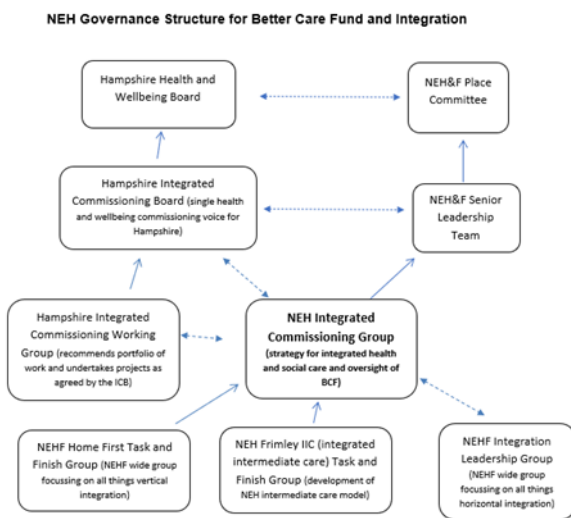 NEH Governance Structure for Better Care Fund and Integration
Hampshire Health and
Wellbeing Board
NEH&F Place
Committee
Hampshire Integrated
Commissioning Board (single health
and wellbeing commissioning voice for
Hampshire)
NEH&F Senior
Leadership
Team
Hampshire Integrated
Commissioning Working
Group (recommends portfolio of
work and undertakes projects as
agreed by the ICB)
NEH Integrated
Commissioning Group
(strategy for integrated health
and social care and oversight of
BCF)
NEHF Home First Task and
Finish Group (NEHF wide group
focussing on all things vertical
integration)
NEH Frimley IIC (integrated
intermediate care) Task and
Finish Group (development of
NEH intermediate care model)
NEHF Integration
Leadership Group
(NEHF wide group
focussing on all things
horizontal integration)